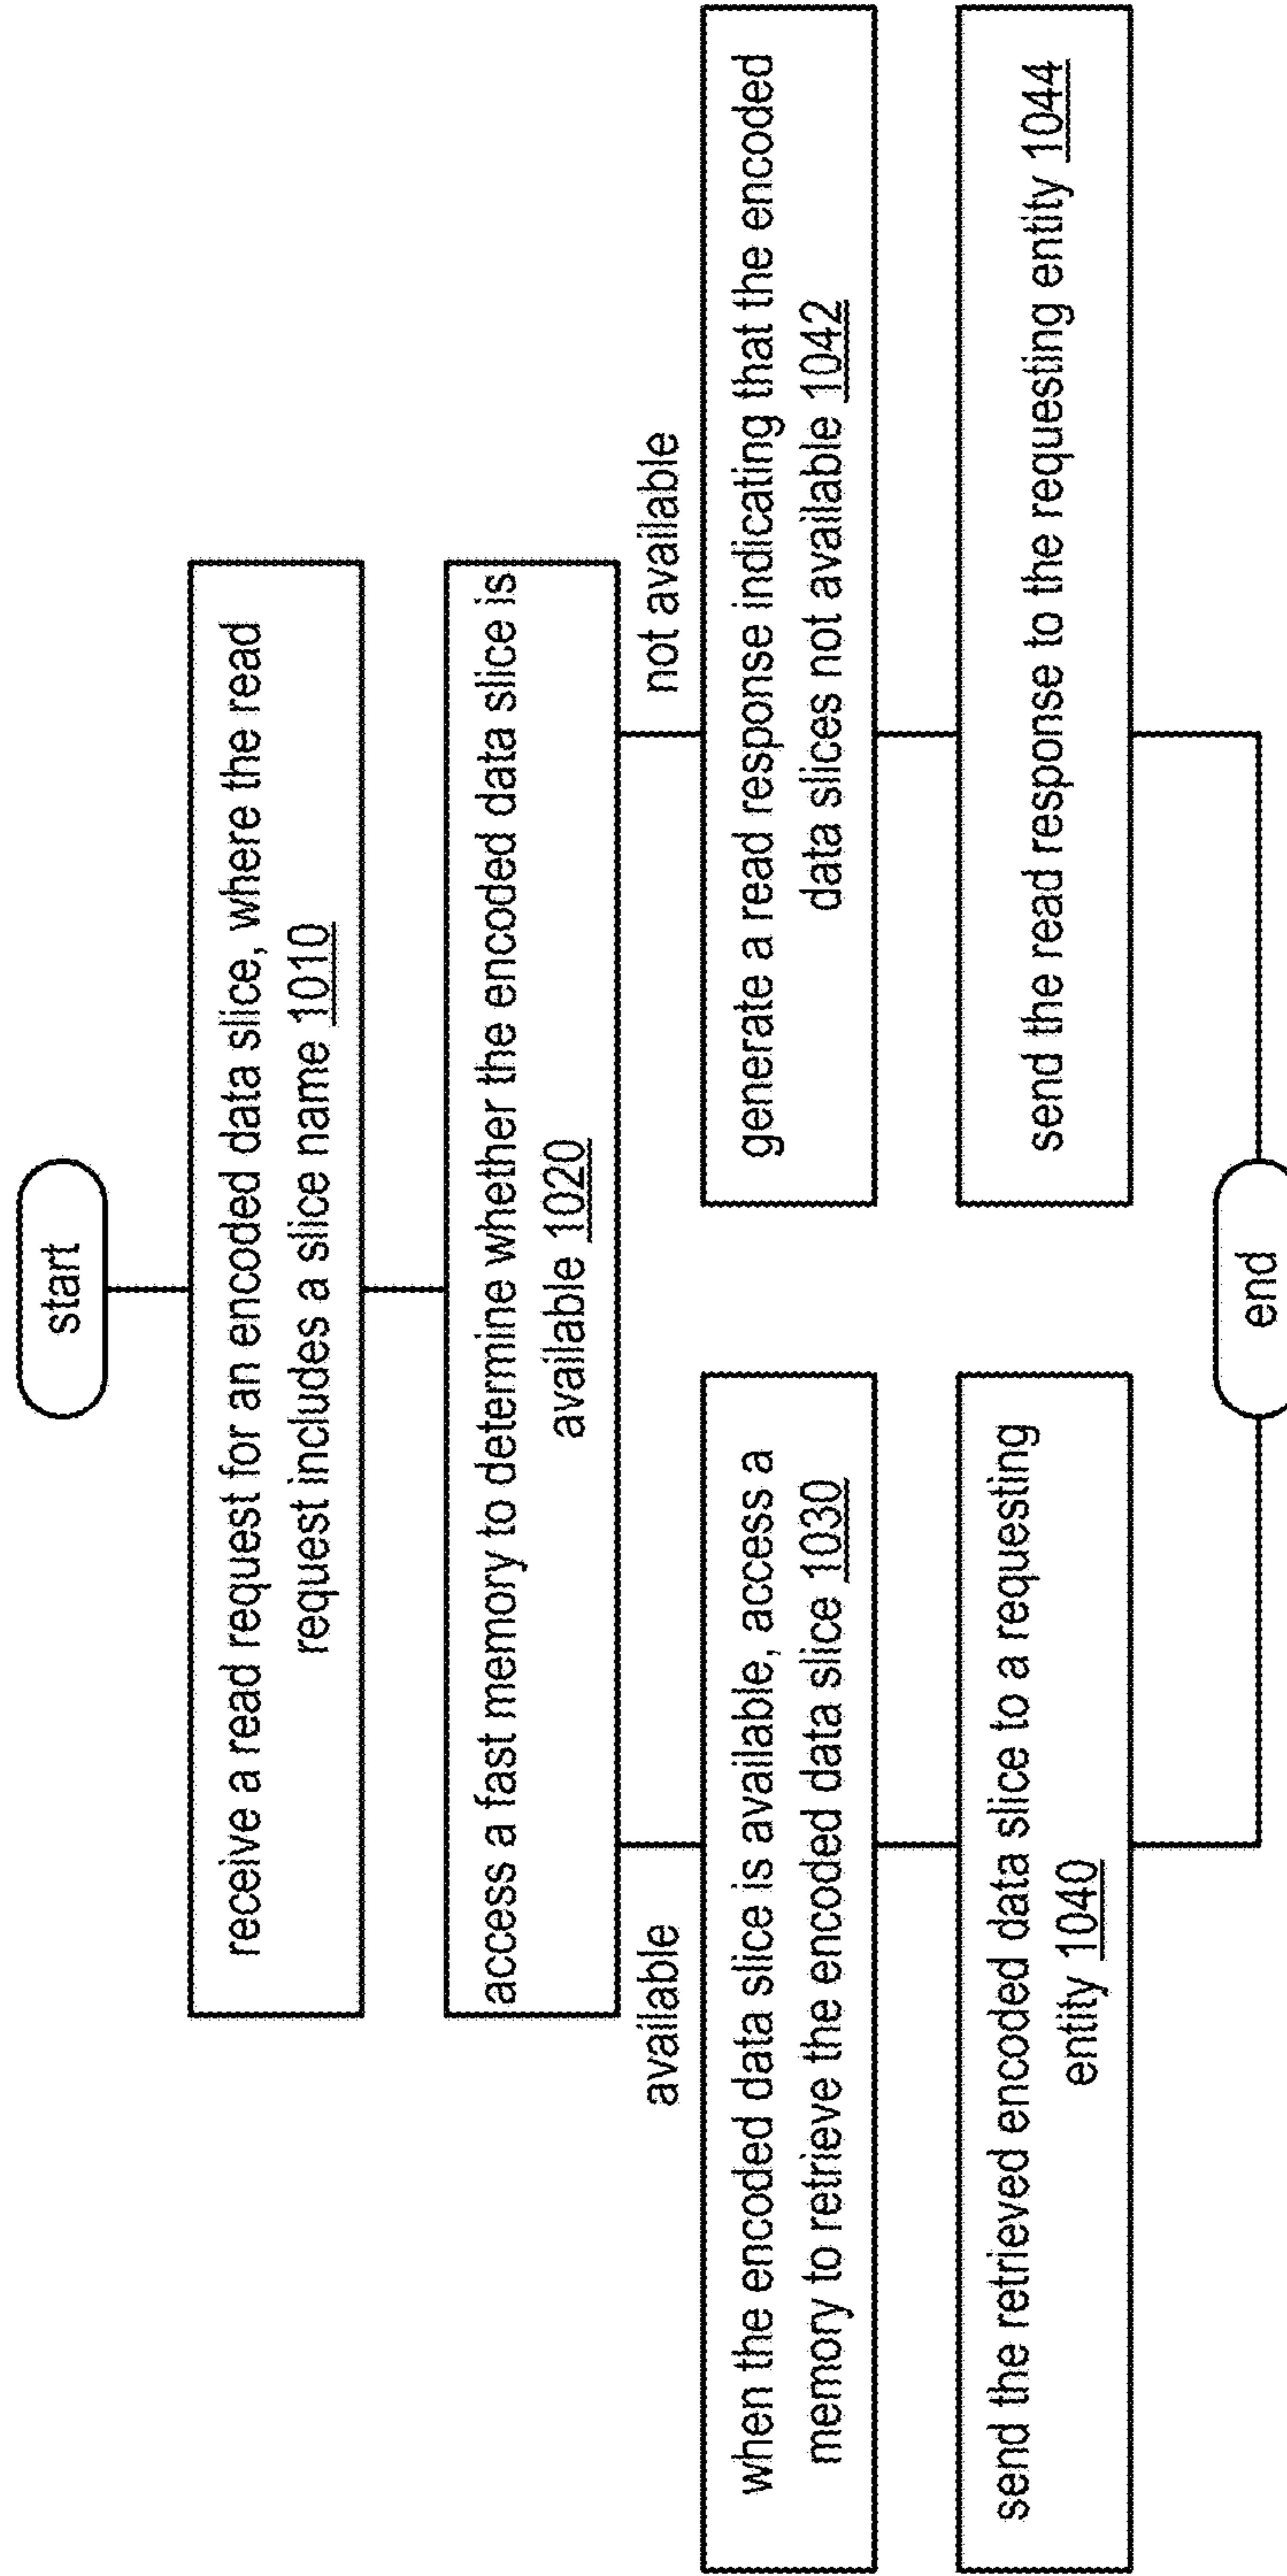 start
receive a read request for an encoded data slice, where the read
request includes a slice name 1010
access a fast memory to determine whether the encoded data slice is
available 1020
available
not available
when the encoded data slice is available, access a
memory to retrieve the encoded data slice 1030
generate a read response indicating that the encoded
data slices not available 1042
send the retrieved encoded data slice to a requesting
entity 1040
send the read response to the requesting entity 1044
end